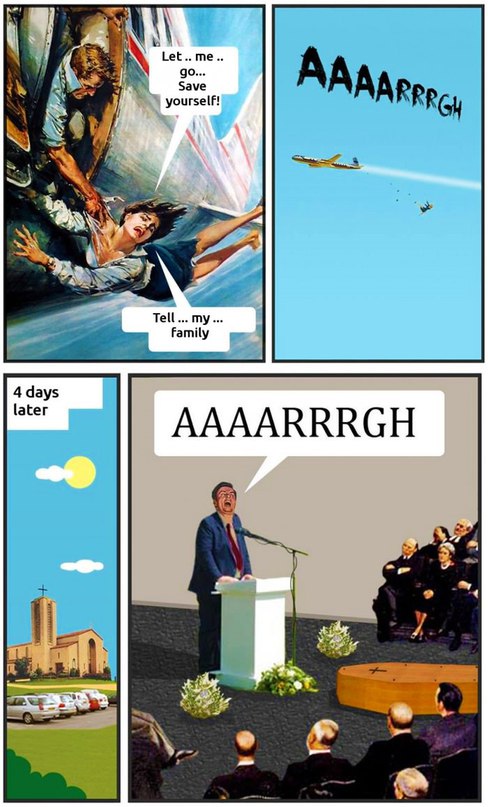 Let .. me ..
go...
Save
yourself!
Tell ... my ...
family
AAAARRRGH
4 days
later
AAAARRRGH